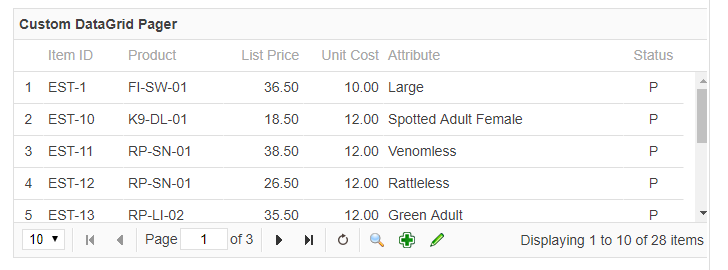 Custom DataGrid Pager
Item ID Product List Price Unit Cost Attribute Status
1 EST-1 FI-SW-01 36.50 10.00 Large P
2 EST-10 K9-DL-01 18.50 12.00 Spotted Adult Female P
3 EST-11 RP-SN-01 38.50 12.00 Venomless P
4 EST-12 RP-SN-01 26.50 12.00 Rattleless P
5 EST-13 RP-LI-02 35.50 12.00 Green Adult P
10 Page 1 of 3 Displaying 1 to 10 of 28 items